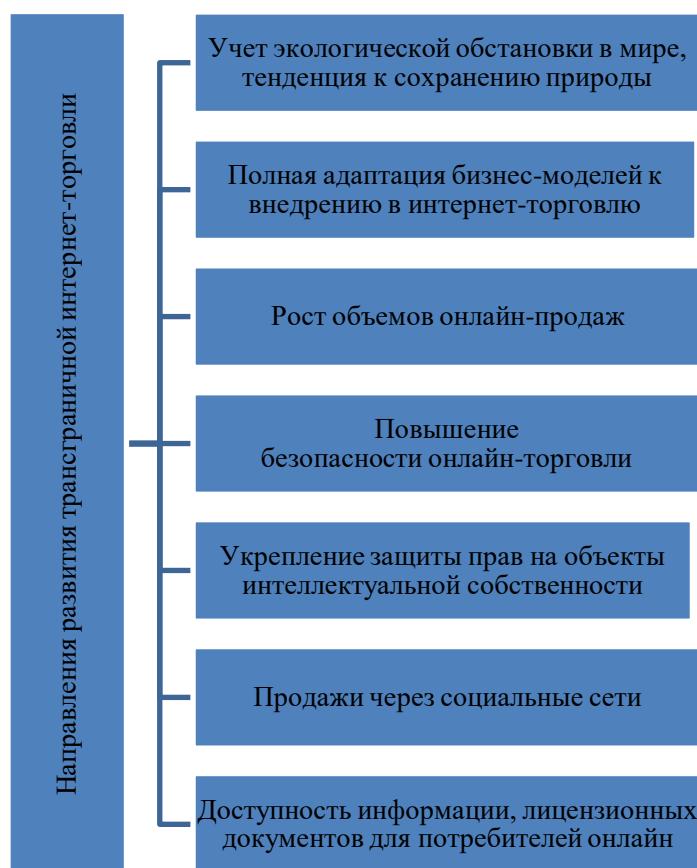 Направления развития трансграничной интернет-торговли
Учет экологической обстановки в мире,
тенденция к сохранению природы
Полная адаптация бизнес-моделей к
внедрению в интернет-торговлю
Рост объемов онлайн-продаж
Повышение
безопасности онлайн-торговли
Укрепление защиты прав на объекты
интеллектуальной собственности
Продажи через социальные сети
Доступность информации, лицензионных
документов для потребителей онлайн